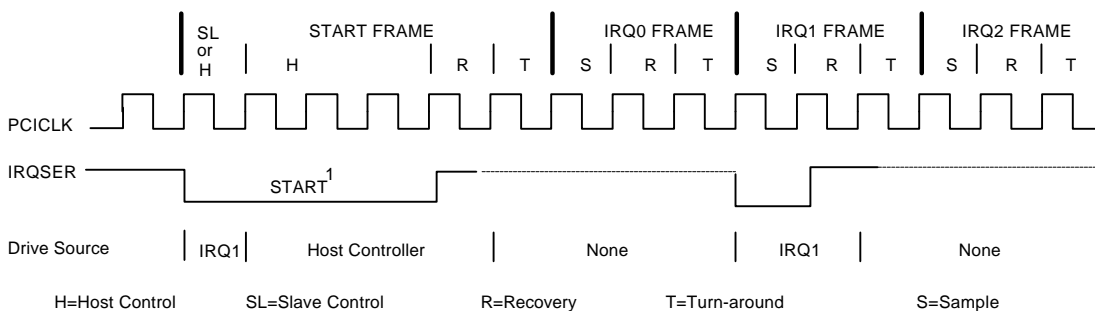 SL or H
START FRAME
IRQ0 FRAME
IRQ1 FRAME
IRQ2 FRAME
H
R
T
S
R
T
S
R
T
S
R
T
PCICLK
IRQSER
START1
Drive Source
IRQ1
Host Controller
None
IRQ1
None
H=Host Control
SL=Slave Control
R=Recovery
T=Turn-around
S=Sample